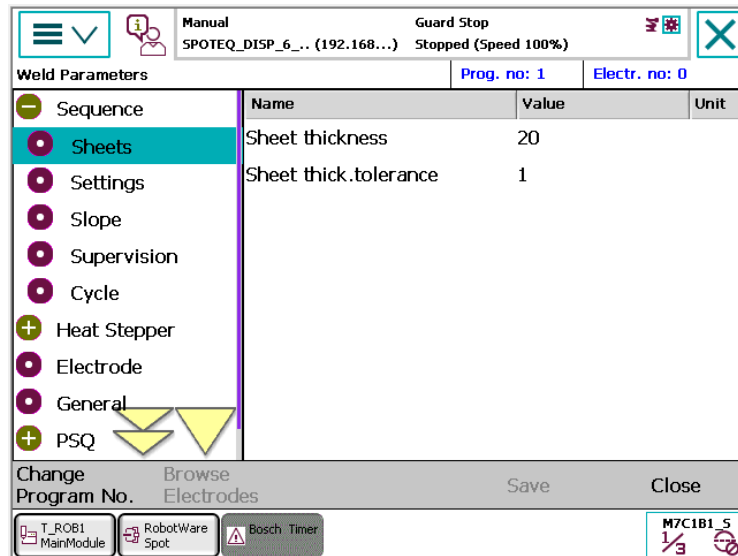 Manual
Guard Stop
SPOTEQ_DISP_6_.. (192.168...)
Stopped (Speed 100%)
Weld Parameters
Prog. no: 1
Electr. no: 0
Sequence
Name
Value
Unit
Sheets
Sheet thickness
20
Settings
Sheet thick.tolerance
1
Slope
Supervision
Cycle
Heat Stepper
Electrode
General
PSQ
Change
Program No.
Browse
Electrodes
Save
Close
T_ROB1
MainModule
RobotWare
Spot
Bosch Timer
M7C1B1_S
1/3